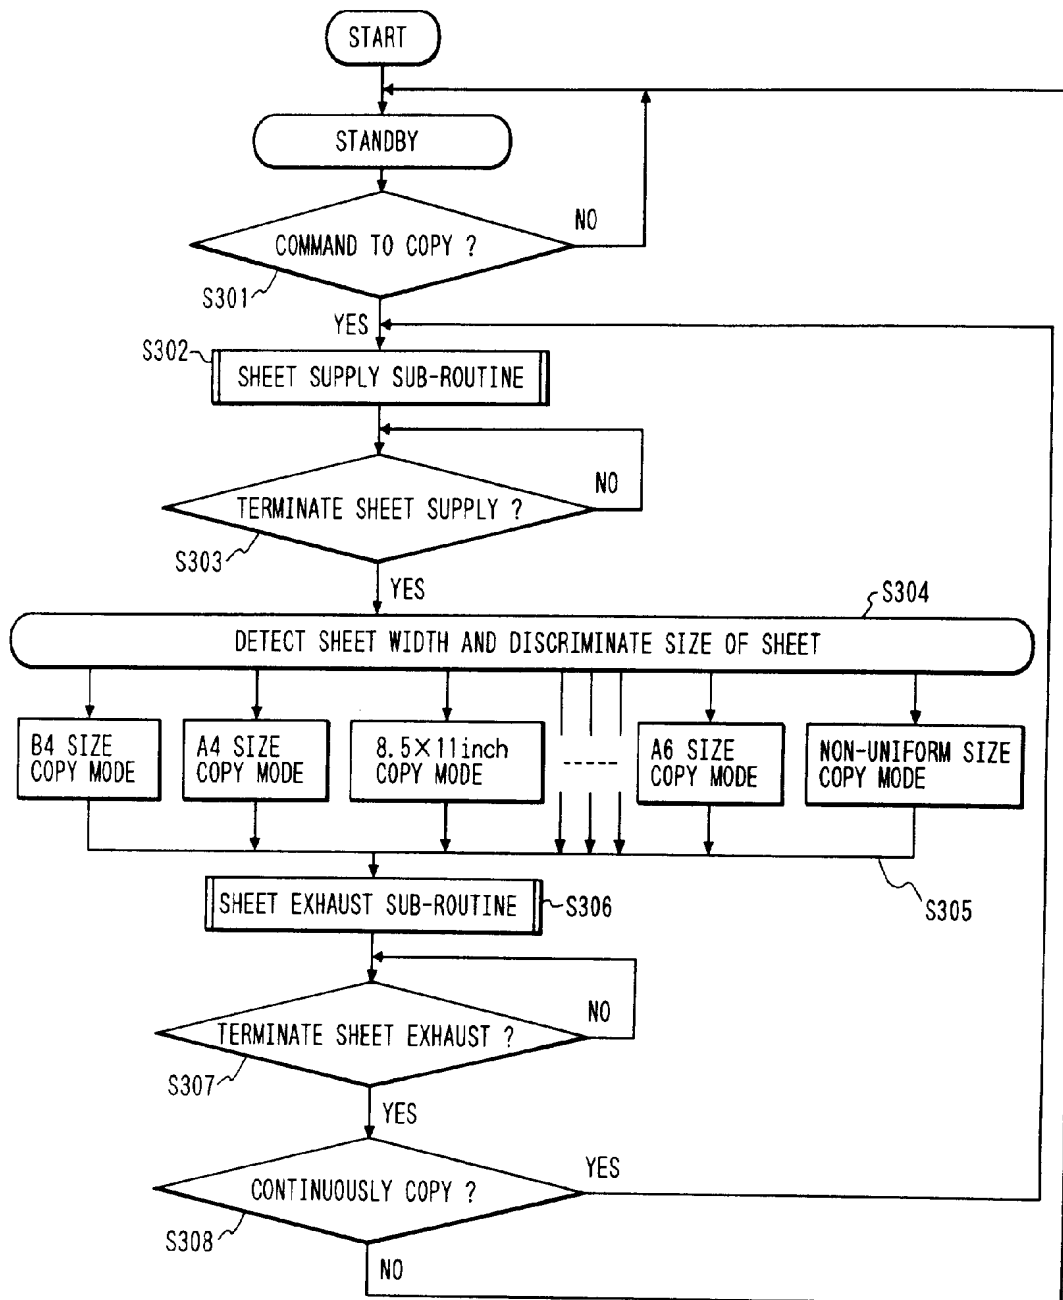 START
STANDBY
COMMAND TO COPY ?
NO
S301
YES
S302
SHEET SUPPLY SUB-ROUTINE
NO
TERMINATE SHEET SUPPLY ?
S303
YES
S304
DETECT SHEET WIDTH AND DISCRIMINATE SIZE OF SHEET
B4 SIZE
COPY MODE
A4 SIZE
COPY MODE
8.5×11inch
COPY MODE
A6 SIZE
COPY MODE
NON-UNIFORM SIZE
COPY MODE
SHEET EXHAUST SUB-ROUTINE
S306
S305
NO
TERMINATE SHEET EXHAUST ?
S307
YES
YES
CONTINUOUSLY COPY ?
S308
NO